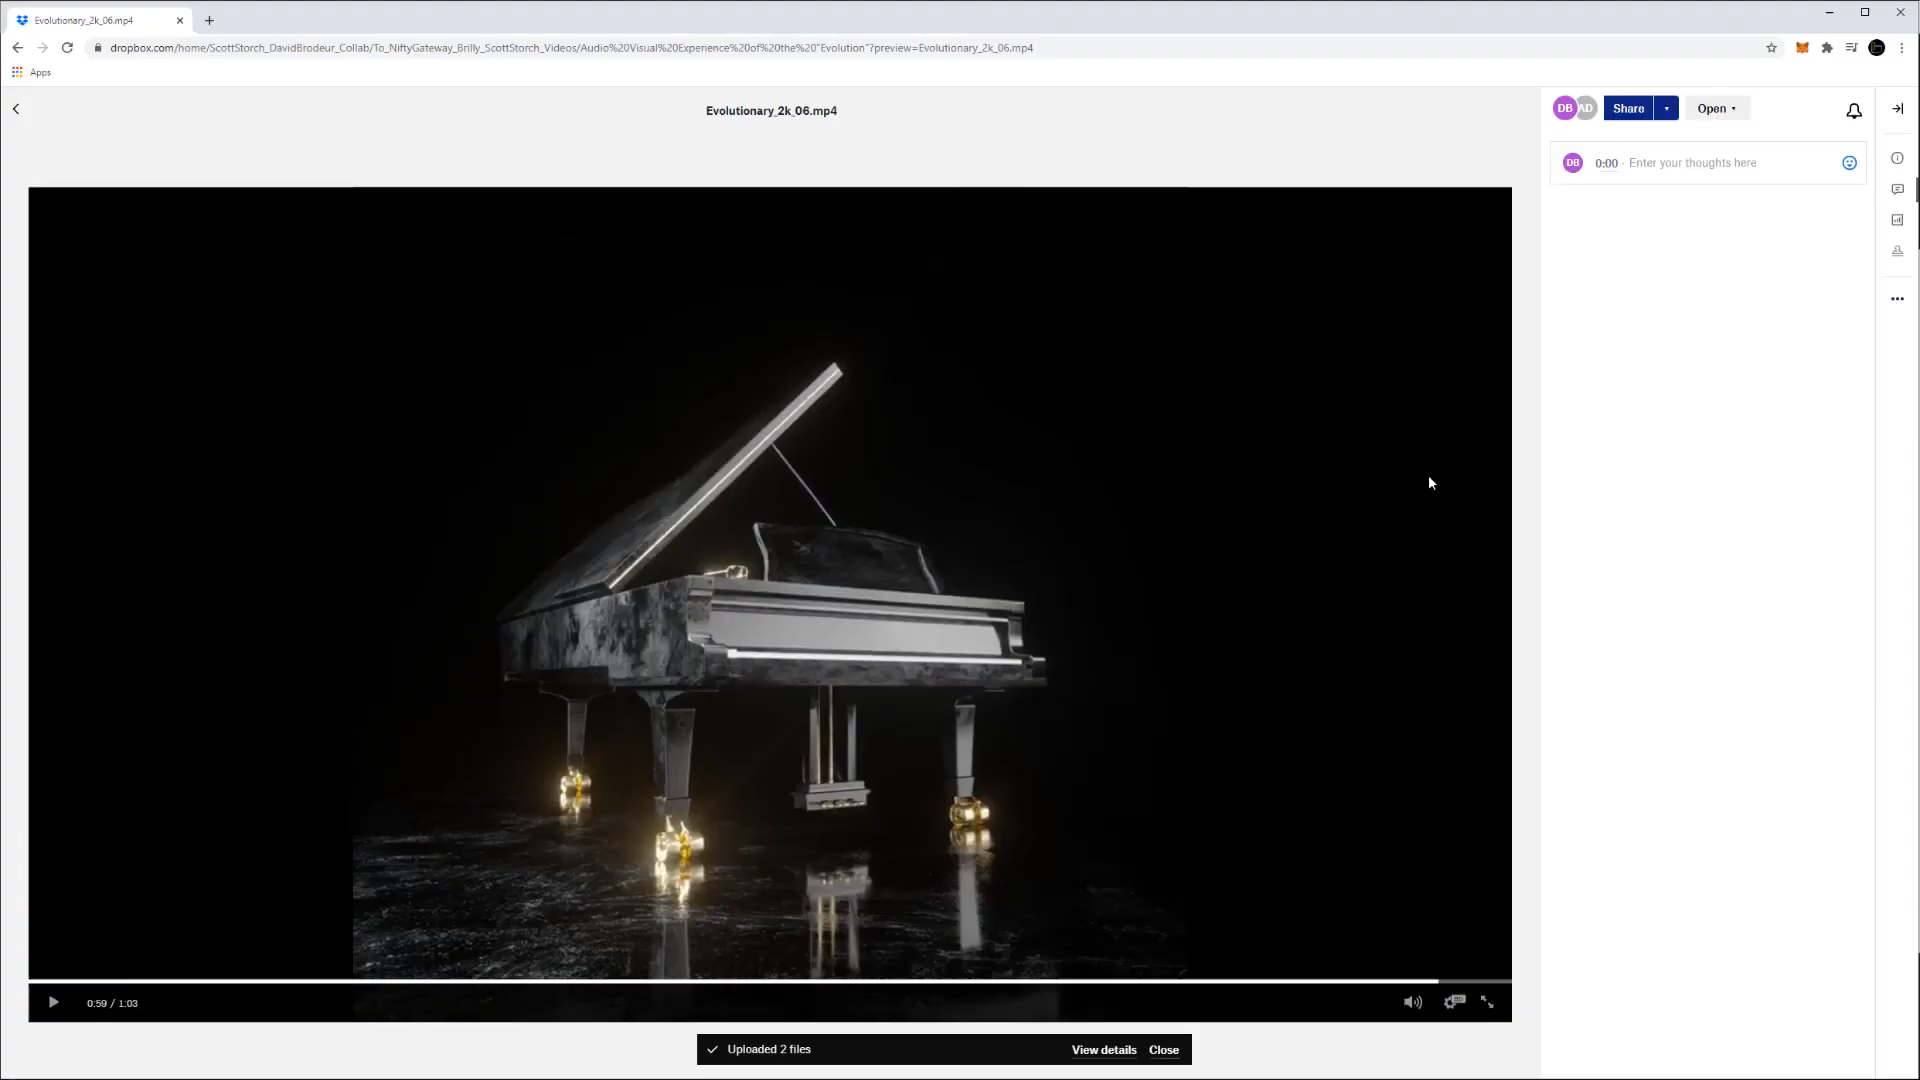 Evolutionary_2k_06.mp4
dropbox.com/home/ScottStorch_DavidBrodeur_Collab/To_NiftyGateway_Brilly_ScottStorch_Videos/Audio%20Visual%20Experience%20of%20the%20"Evolution"?preview=Evolutionary_2k_06.mp4
Apps
Evolutionary_2k_06.mp4
DB AD Share Open
DB 0:00 Enter your thoughts here
0:59 / 1:03
HD
Uploaded 2 files View details Close